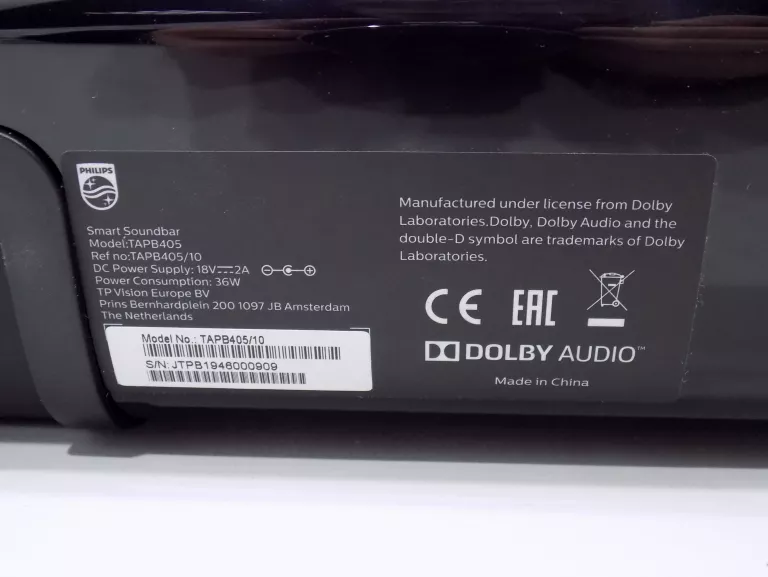 PHILIPS
Smart Soundbar
Model:TAPB405
Ref no:TAPB405/10
DC Power Supply: 18V⎓2A
Power Consumption: 36W
TP Vision Europe BV
Prins Bernhardplein 200 1097 JB Amsterdam
The Netherlands
Model No.: TAPB405/10
S/N: JTPB1946000909
Manufactured under license from Dolby
Laboratories.Dolby, Dolby Audio and the
double-D symbol are trademarks of Dolby
Laboratories.
CE EAC
DOLBY AUDIO™
Made in China